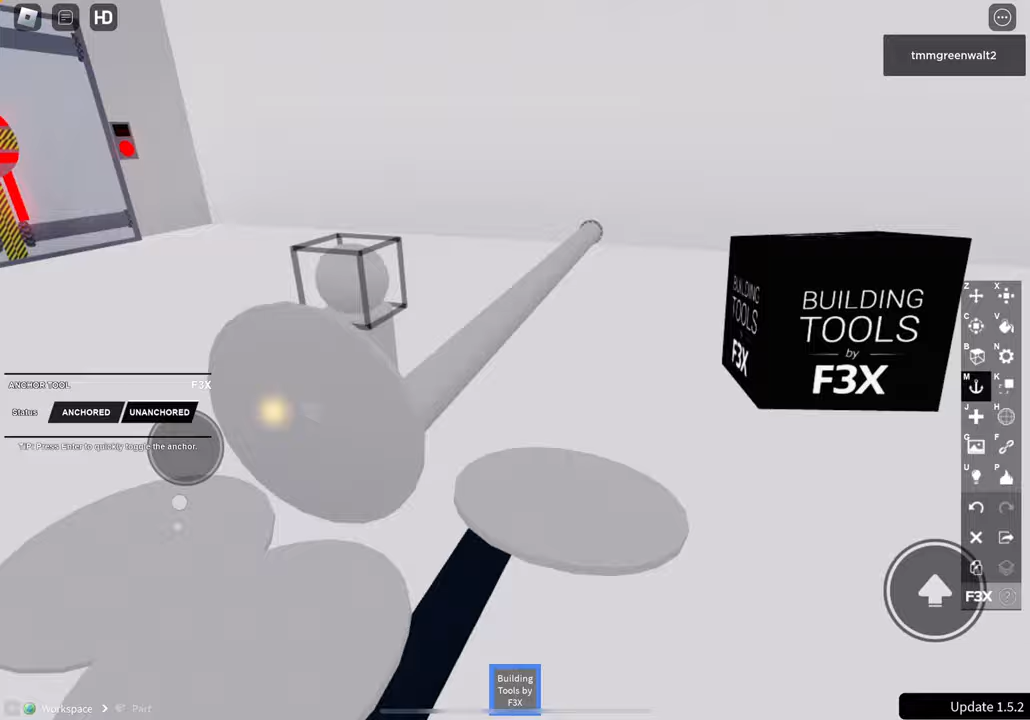 HD
tmmgreenwalt2
BUILDING
TOOLS
by
F3X
BUILDING
TOOLS
F3X
Z
X
C
V
B
N
M
K
J
H
G
F
U
P
F3X
ANCHOR TOOL
F3X
Status
ANCHORED
UNANCHORED
TIP: Press Enter to quickly toggle the anchor.
Building
Tools by
F3X
Workspace > Part
Update 1.5.2